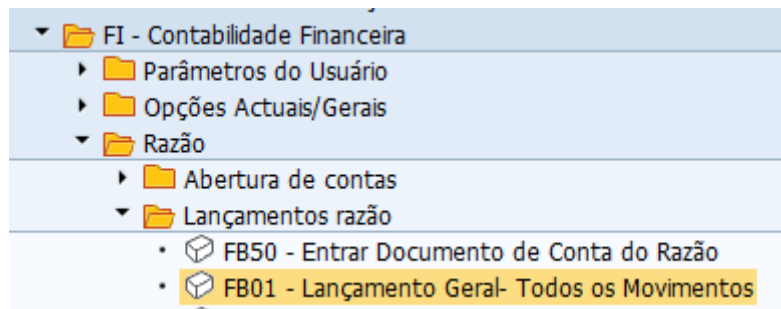 FI - Contabilidade Financeira
Parâmetros do Usuário
Opções Actuais/Gerais
Razão
Abertura de contas
Lançamentos razão
FB50 - Entrar Documento de Conta do Razão
FB01 - Lançamento Geral- Todos os Movimentos